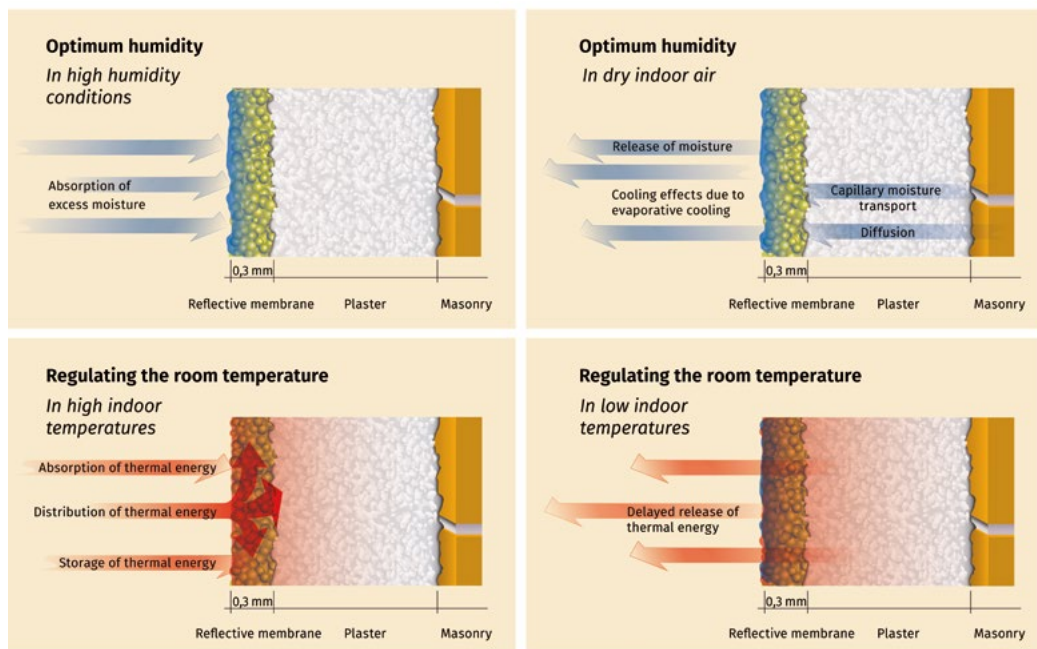 Optimum humidity
In high humidity
conditions
Absorption of
excess moisture
0,3 mm
Reflective membrane
Plaster
Masonry
Optimum humidity
In dry indoor air
Release of moisture
Cooling effects due to
evaporative cooling
Capillary moisture
transport
Diffusion
0,3 mm
Reflective membrane
Plaster
Masonry
Regulating the room temperature
In high indoor
temperatures
Absorption of thermal energy
Distribution of thermal energy
Storage of thermal energy
0,3 mm
Reflective membrane
Plaster
Masonry
Regulating the room temperature
In low indoor
temperatures
Delayed release of
thermal energy
0,3 mm
Reflective membrane
Plaster
Masonry